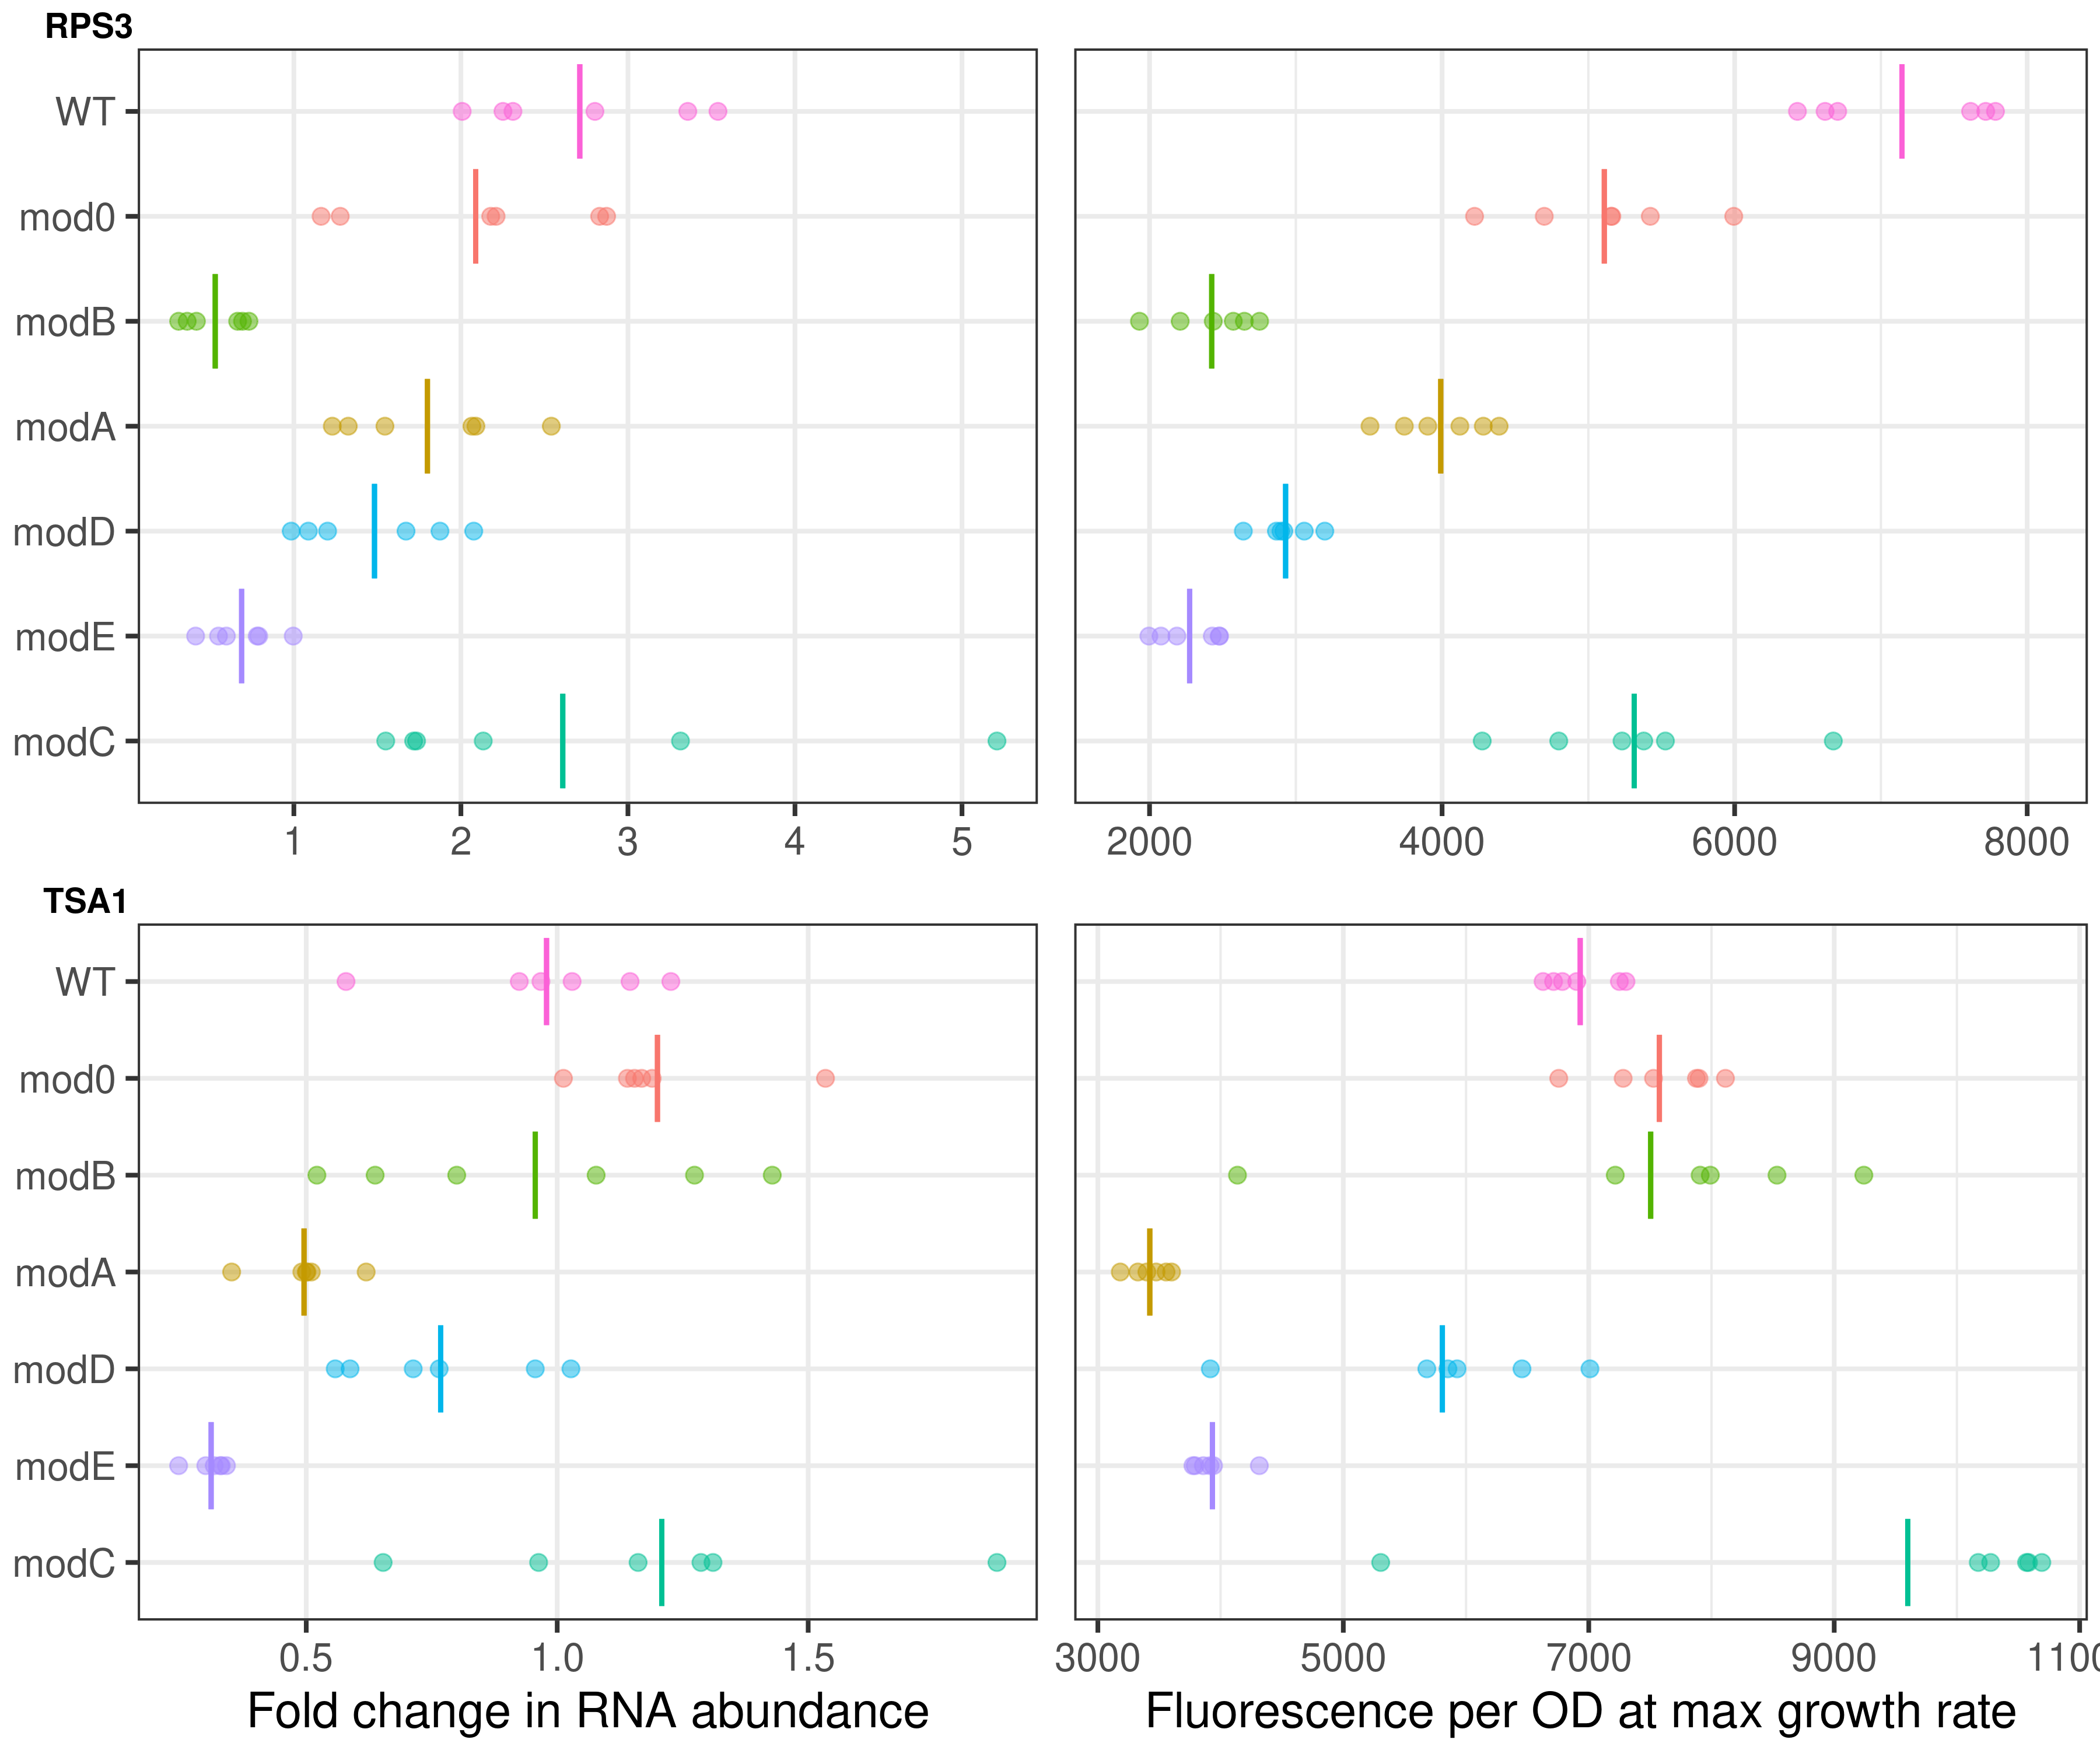 RPS3
WT
mod0
modB
modA
modD
modE
modC
1 2 3 4 5
2000 4000 6000 8000
TSA1
WT
mod0
modB
modA
modD
modE
modC
0.5 1.0 1.5
3000 5000 7000 9000
Fold change in RNA abundance
Fluorescence per OD at max growth rate